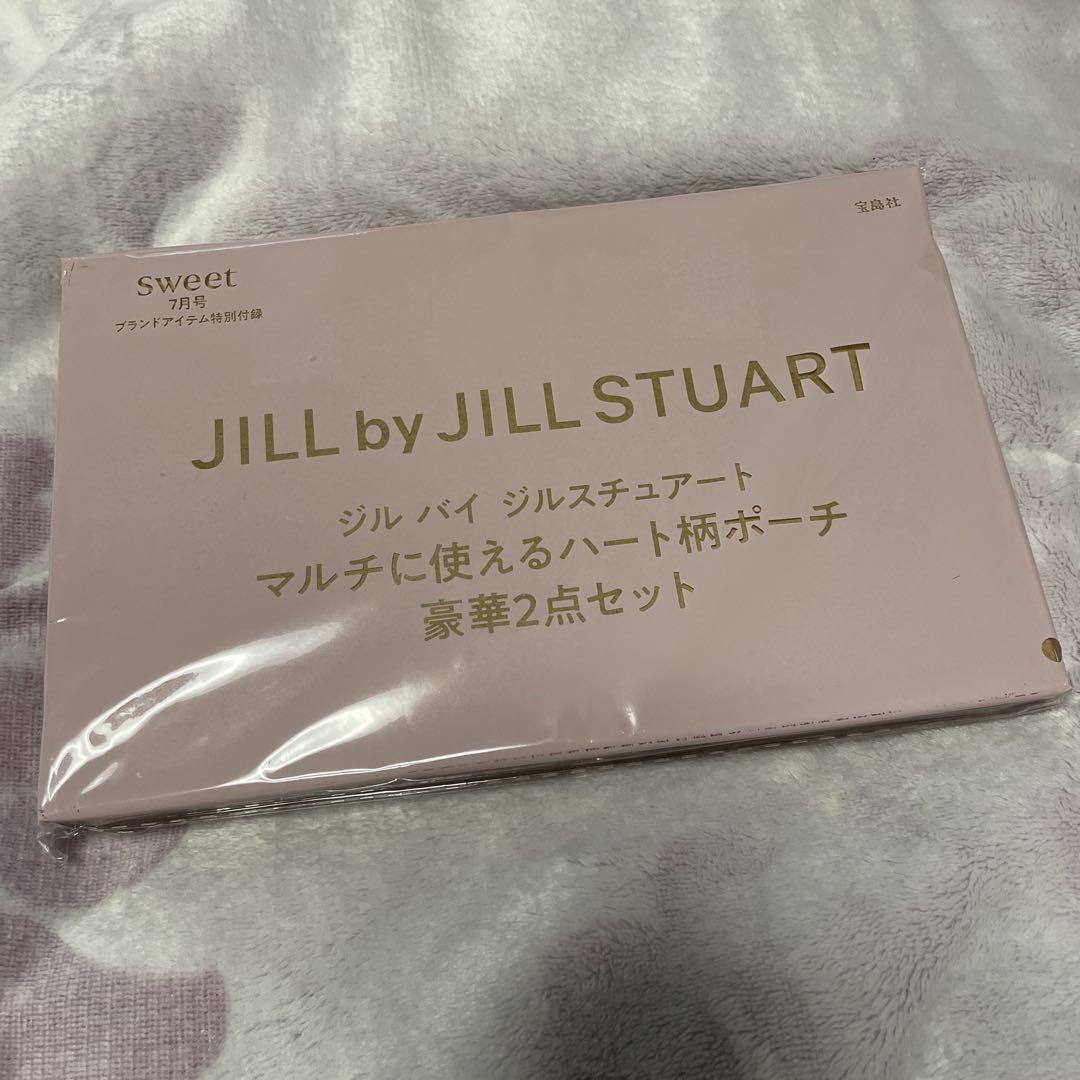 宝島社
sweet
7月号
ブランドアイテム特別付録
JILL by JILL STUART
ジル バイ ジルスチュアート
マルチに使えるハート柄ポーチ
豪華2点セット